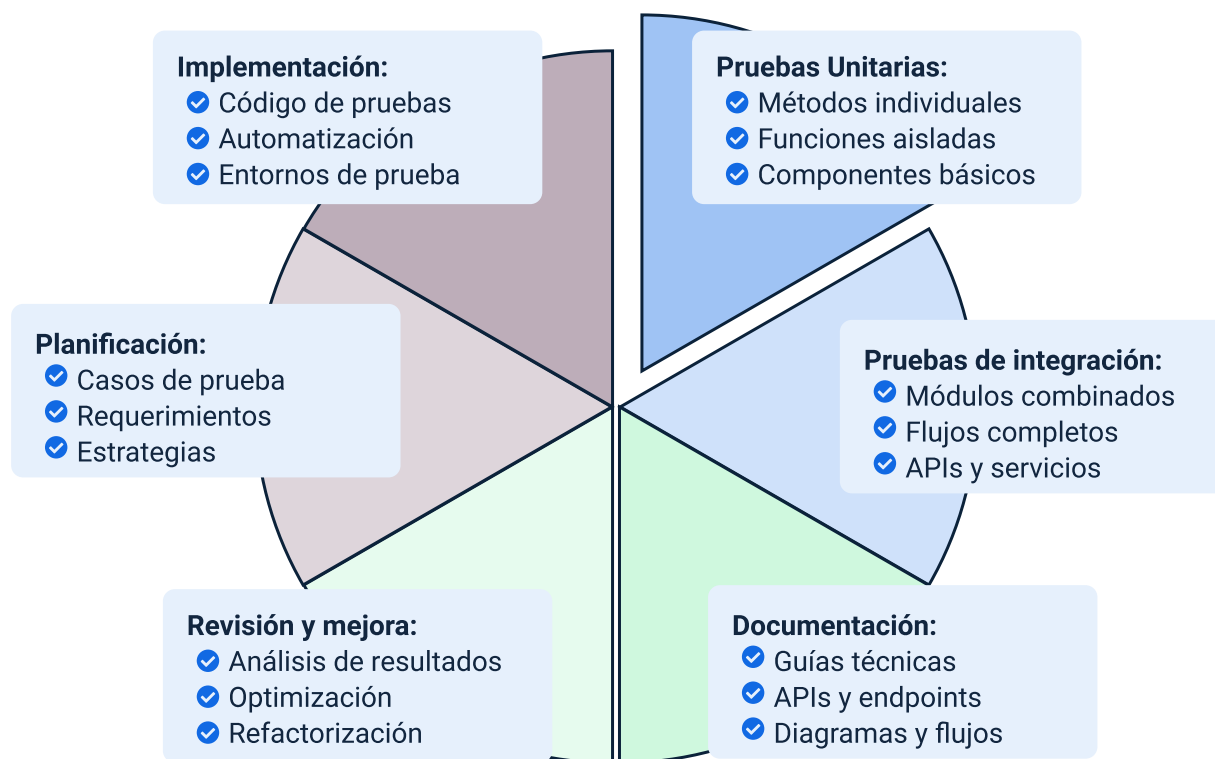 Implementación:
Código de pruebas
Automatización
Entornos de prueba
Pruebas Unitarias:
Métodos individuales
Funciones aisladas
Componentes básicos
Planificación:
Casos de prueba
Requerimientos
Estrategias
Pruebas de integración:
Módulos combinados
Flujos completos
APIs y servicios
Revisión y mejora:
Análisis de resultados
Optimización
Refactorización
Documentación:
Guías técnicas
APIs y endpoints
Diagramas y flujos